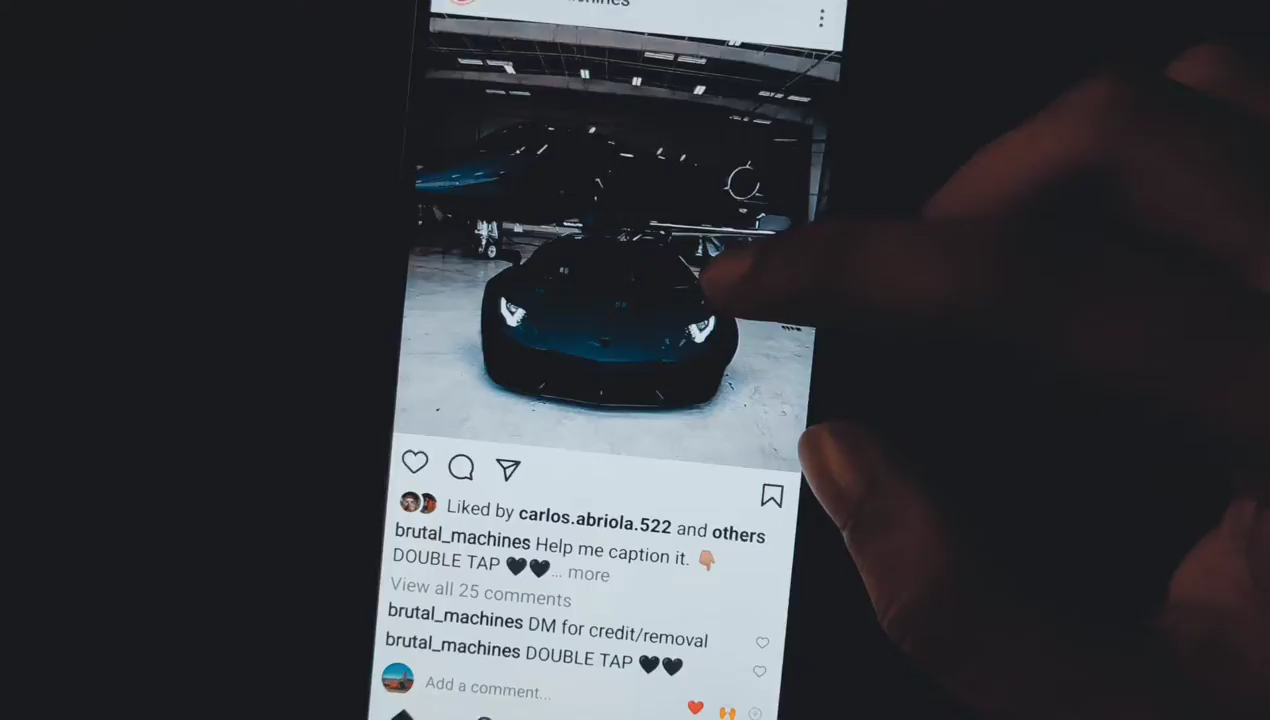 Liked by carlos.abriola.522 and others
brutal_machines Help me caption it. 👇🏽
DOUBLE TAP 🖤🖤... more
View all 25 comments
brutal_machines DM for credit/removal
brutal_machines DOUBLE TAP 🖤🖤
Add a comment...